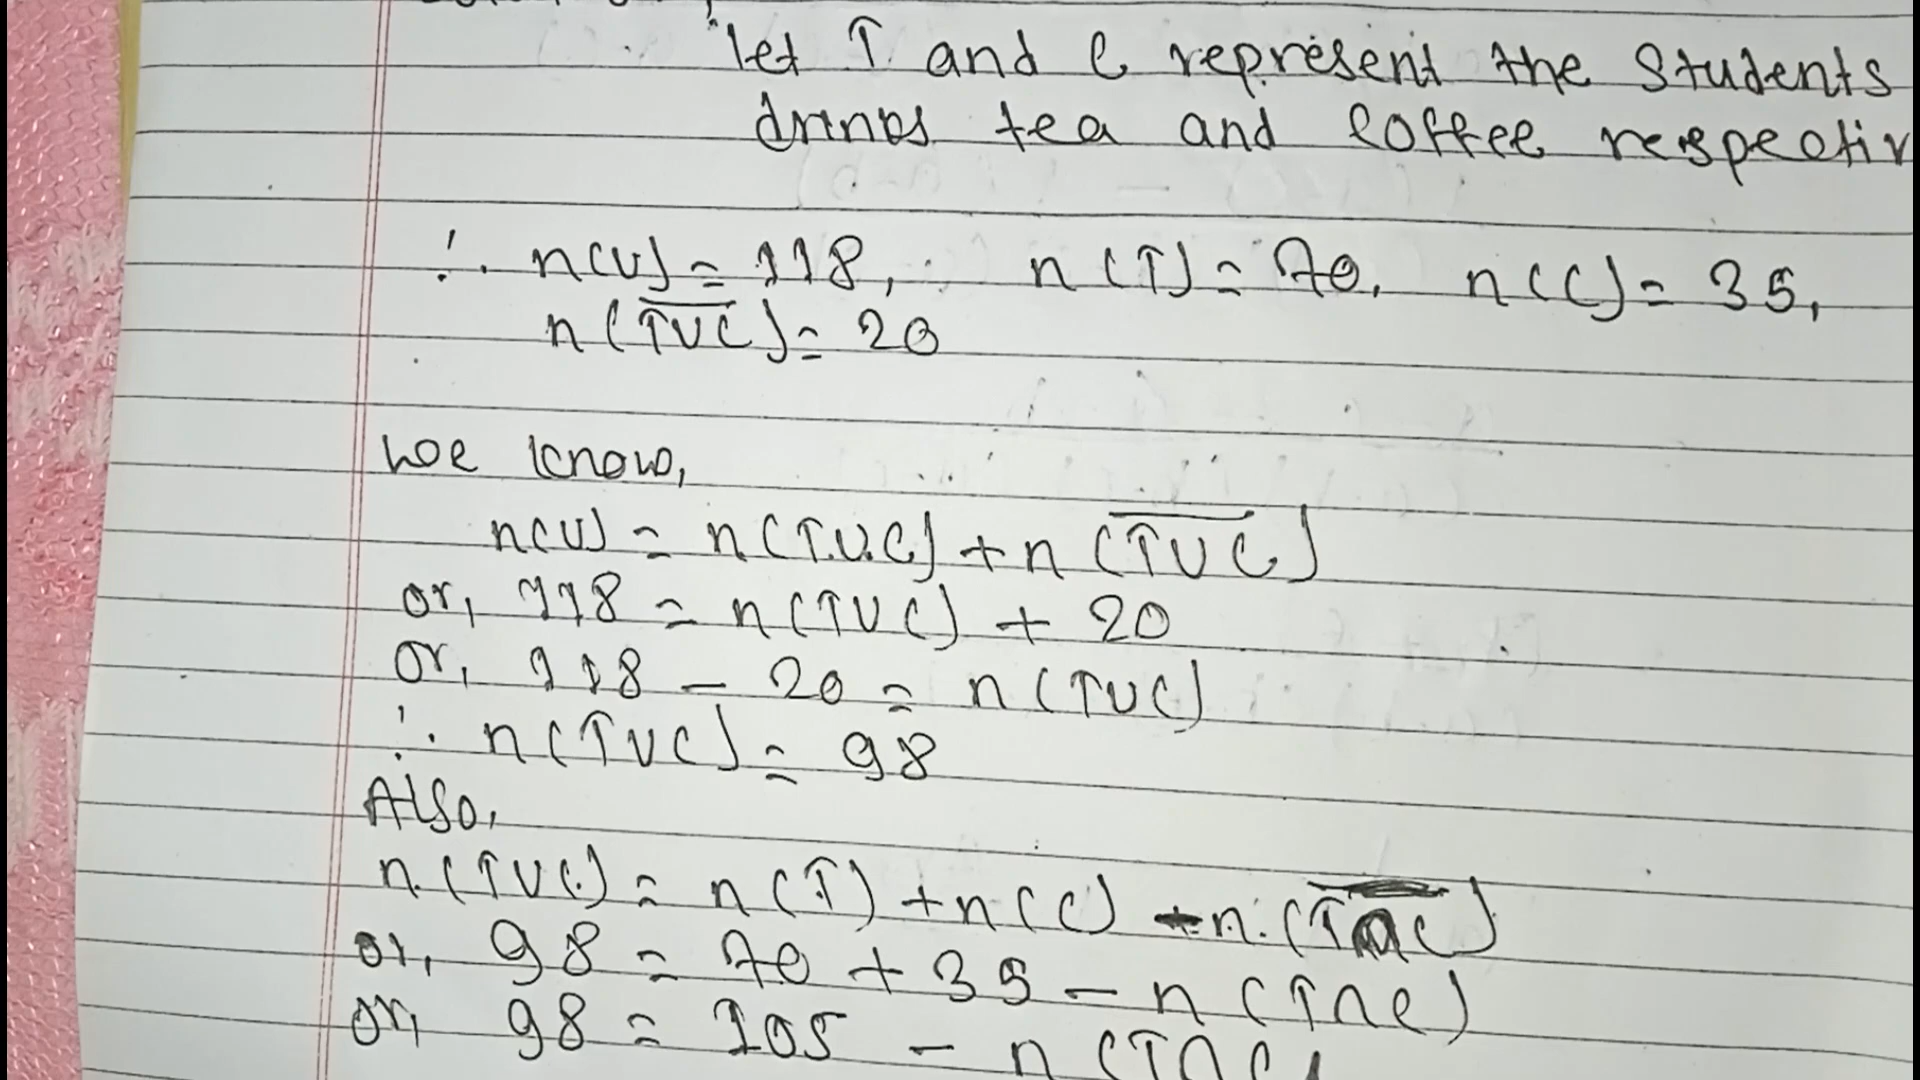 let T and C represent the students
drinks tea and coffee respectiv
∴ n(U) = 118, n(T) = 70, n(C) = 35,
n(T∪C)̅ = 20
We know,
n(U) = n(T∪C) + n(T∪C)̅
or, 118 = n(T∪C) + 20
or, 118 - 20 = n(T∪C)
∴ n(T∪C) = 98
Also,
n(T∪C) = n(T) + n(C) - n(T∩C)
or, 98 = 70 + 35 - n(T∩C)
or, 98 = 105 - n(T∩C